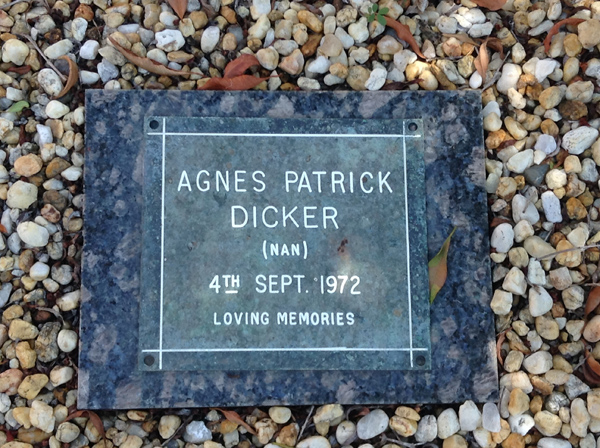 AGNES PATRICK
DICKER
(NAN)
4TH SEPT. 1972
LOVING MEMORIES